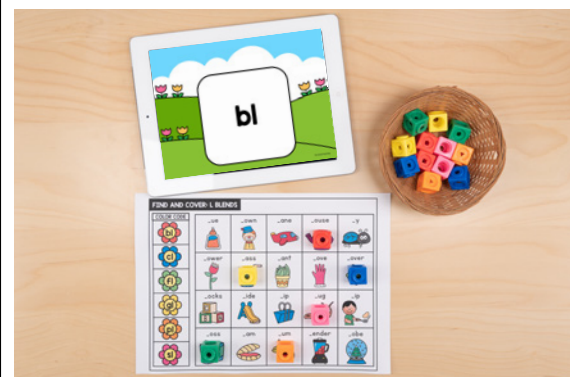 bl
FIND AND COVER: L BLENDS
COLOR CODE
bl
cl
fl
gl
pl
sl
_ue
_own
_ane
_ouse
_y
_ower
_ass
_ant
_ove
_over
_ocks
_ide
_ip
_ug
_ip
_oss
_am
_um
_ender
_obe